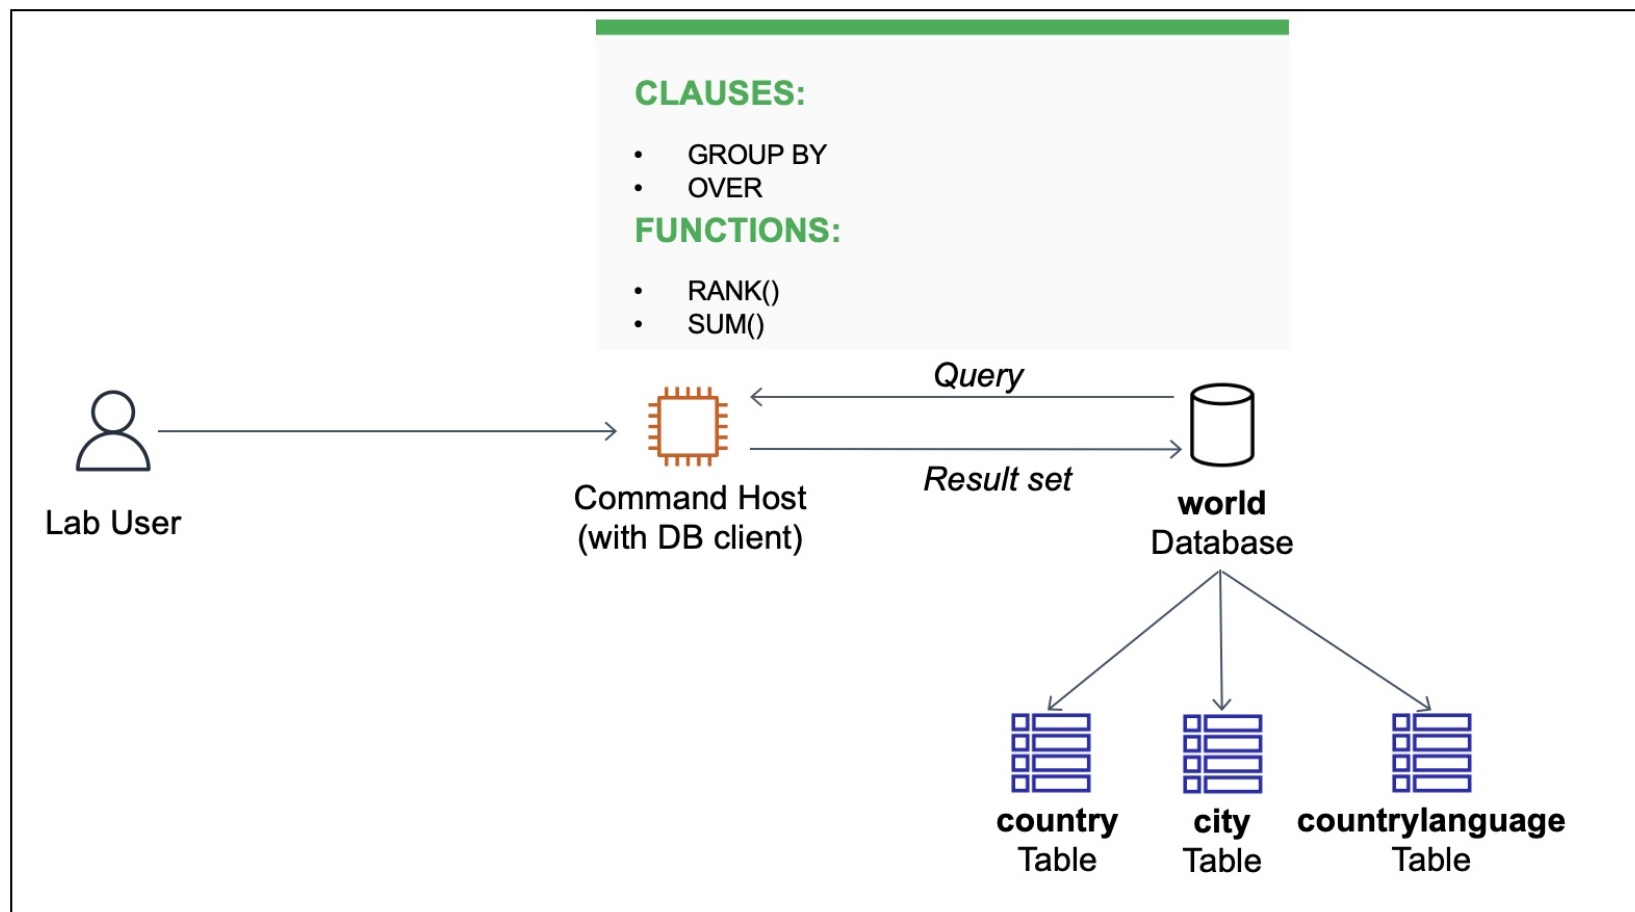 CLAUSES:
• GROUP BY
• OVER
FUNCTIONS:
• RANK()
• SUM()
Query
Result set
Lab User
Command Host
(with DB client)
world
Database
country
Table
city
Table
countrylanguage
Table